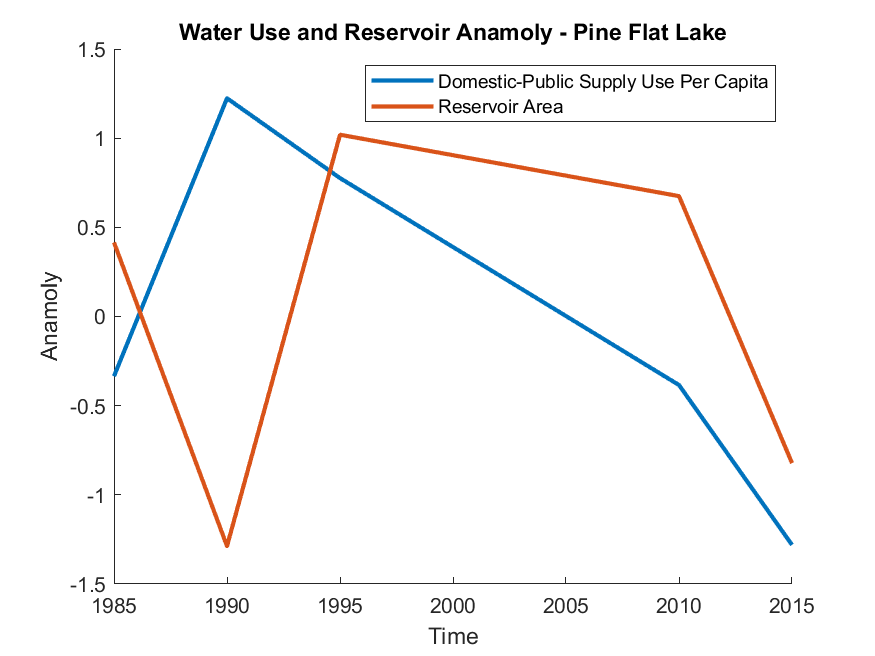 Water Use and Reservoir Anamoly - Pine Flat Lake
Domestic-Public Supply Use Per Capita
Reservoir Area
1.5
1
0.5
0
-0.5
-1
-1.5
Anamoly
1985 1990 1995 2000 2005 2010 2015
Time